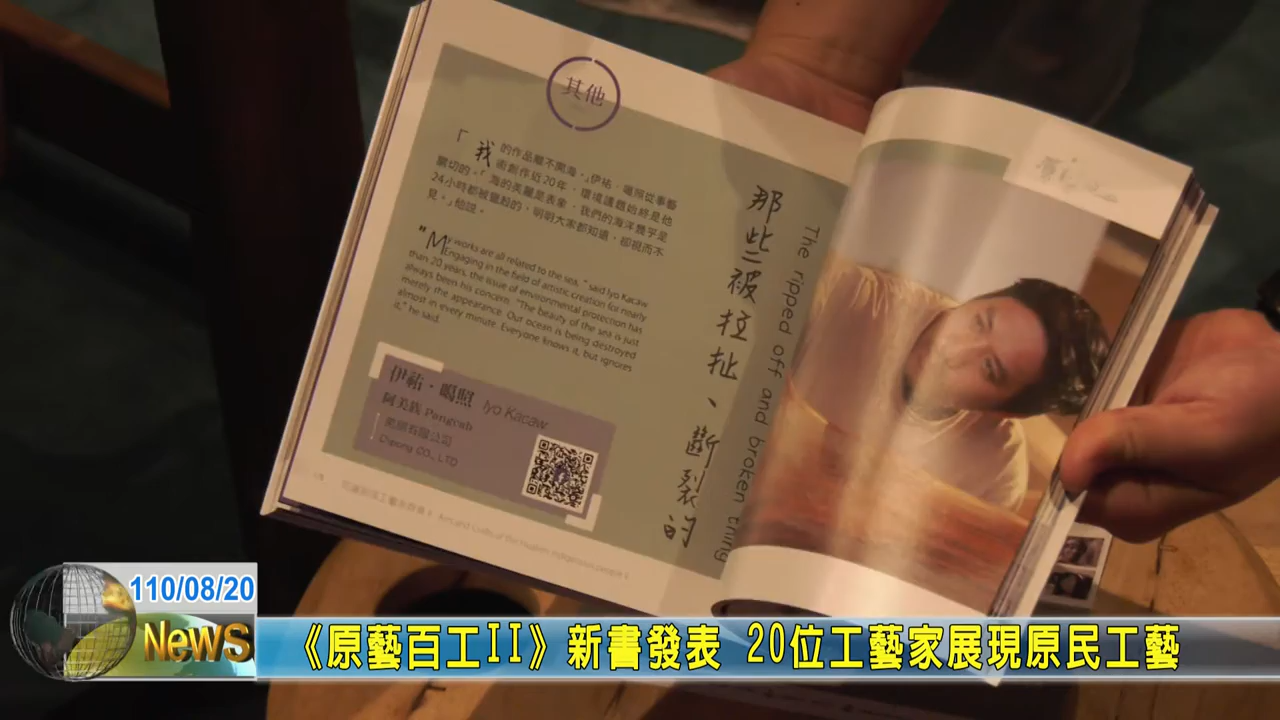 其他
「我的作品離不開海。」伊祐．噶照從事藝
術創作近20年，環境議題始終是他
關切的。「海的美麗是表象，我們的海洋幾乎是
24小時都被毀的，明明大家都知道，卻視而不
見。」他說。
"My works are all related to the sea," said Iyo Kacaw
Engaging in the field of artistic creation for nearly
than 20 years, the issue of environmental protection has
always been his concern. "The beauty of the sea is just
merely the appearance. Our ocean is being destroyed
almost in every minute. Everyone knows it, but ignores
it," he said.
伊祐．噶照 Iyo Kacaw
阿美族 Pangcah
Cipong CO., LTD
那些被拉扯、斷裂的
The ripped off and broken thing
110/08/20
News
《原藝百工II》新書發表 20位工藝家展現原民工藝